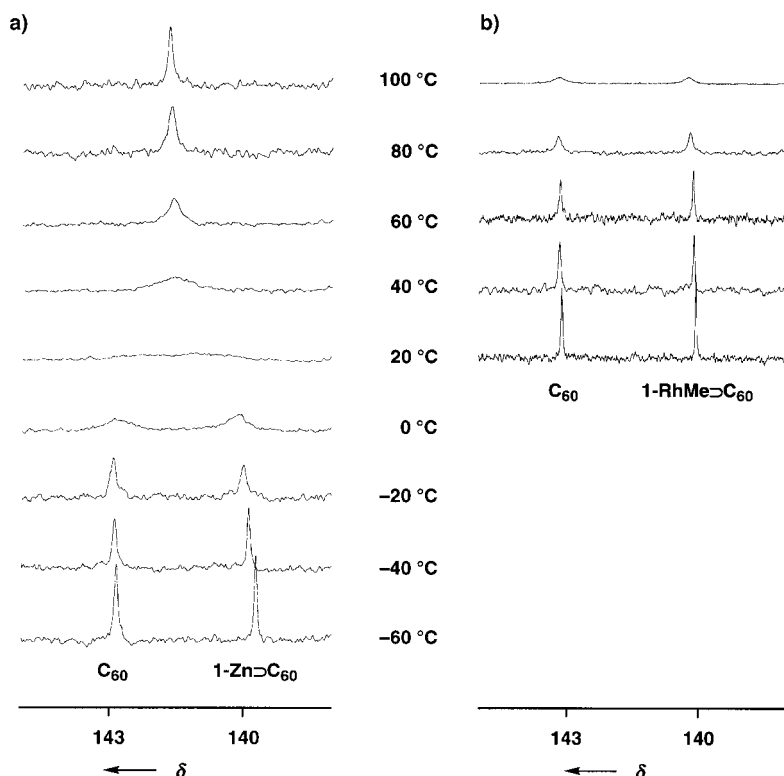 a)
b)
100 °C
80 °C
60 °C
40 °C
20 °C
0 °C
–20 °C
–40 °C
–60 °C
C₆₀
1-Zn⊃C₆₀
C₆₀
1-RhMe⊃C₆₀
143
140
δ
143
140
δ